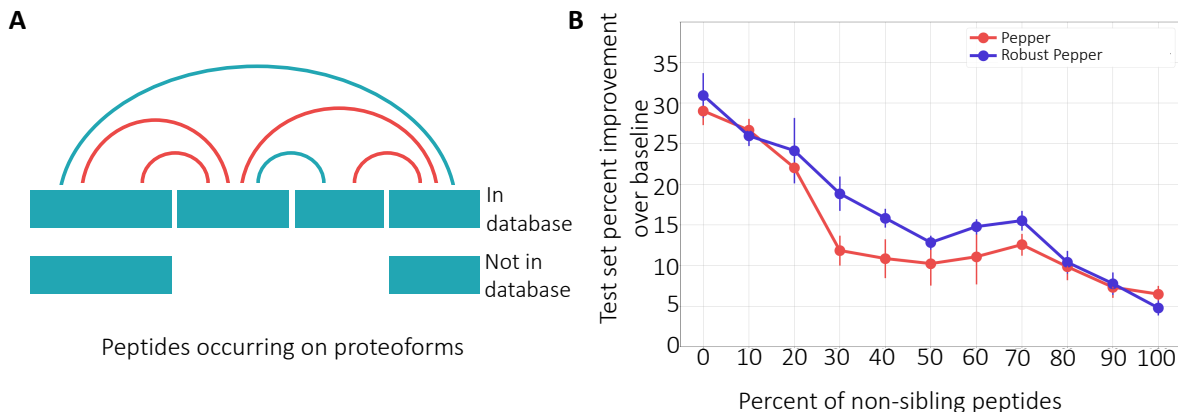 A
In
database
Not in
database
Peptides occurring on proteoforms
B
Test set percent improvement
over baseline
Pepper
Robust Pepper
35
30
25
20
15
10
5
0
0 10 20 30 40 50 60 70 80 90 100
Percent of non-sibling peptides